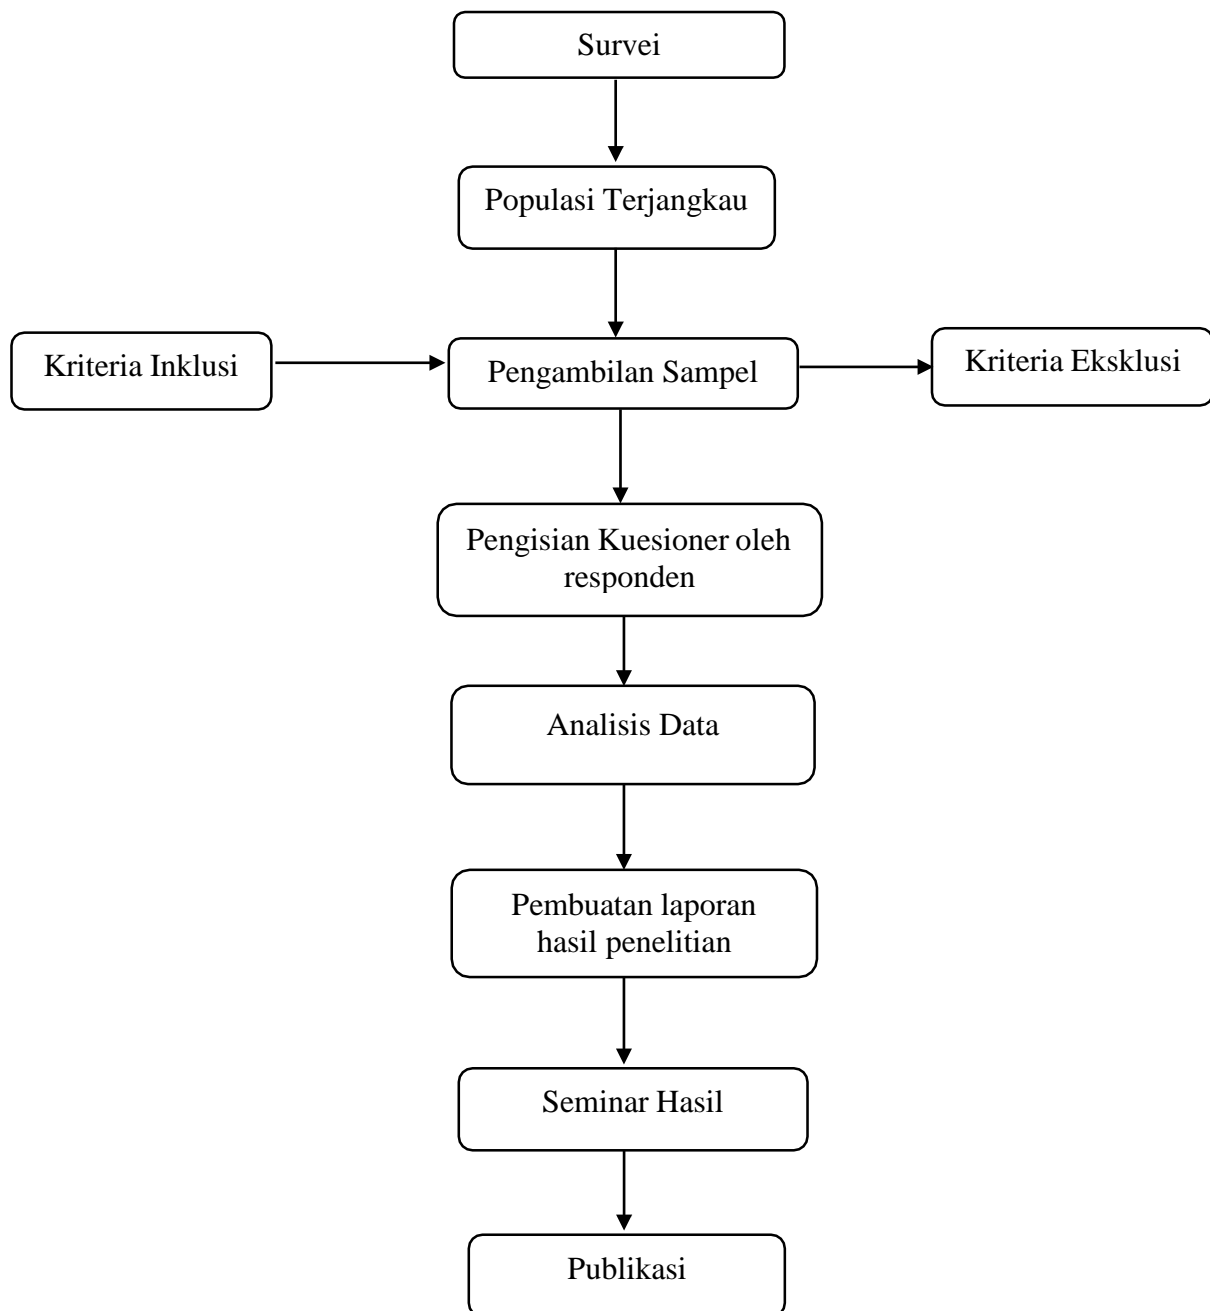 Survei
Populasi Terjangkau
Kriteria Inklusi
Pengambilan Sampel
Kriteria Eksklusi
Pengisian Kuesioner oleh
responden
Analisis Data
Pembuatan laporan
hasil penelitian
Seminar Hasil
Publikasi